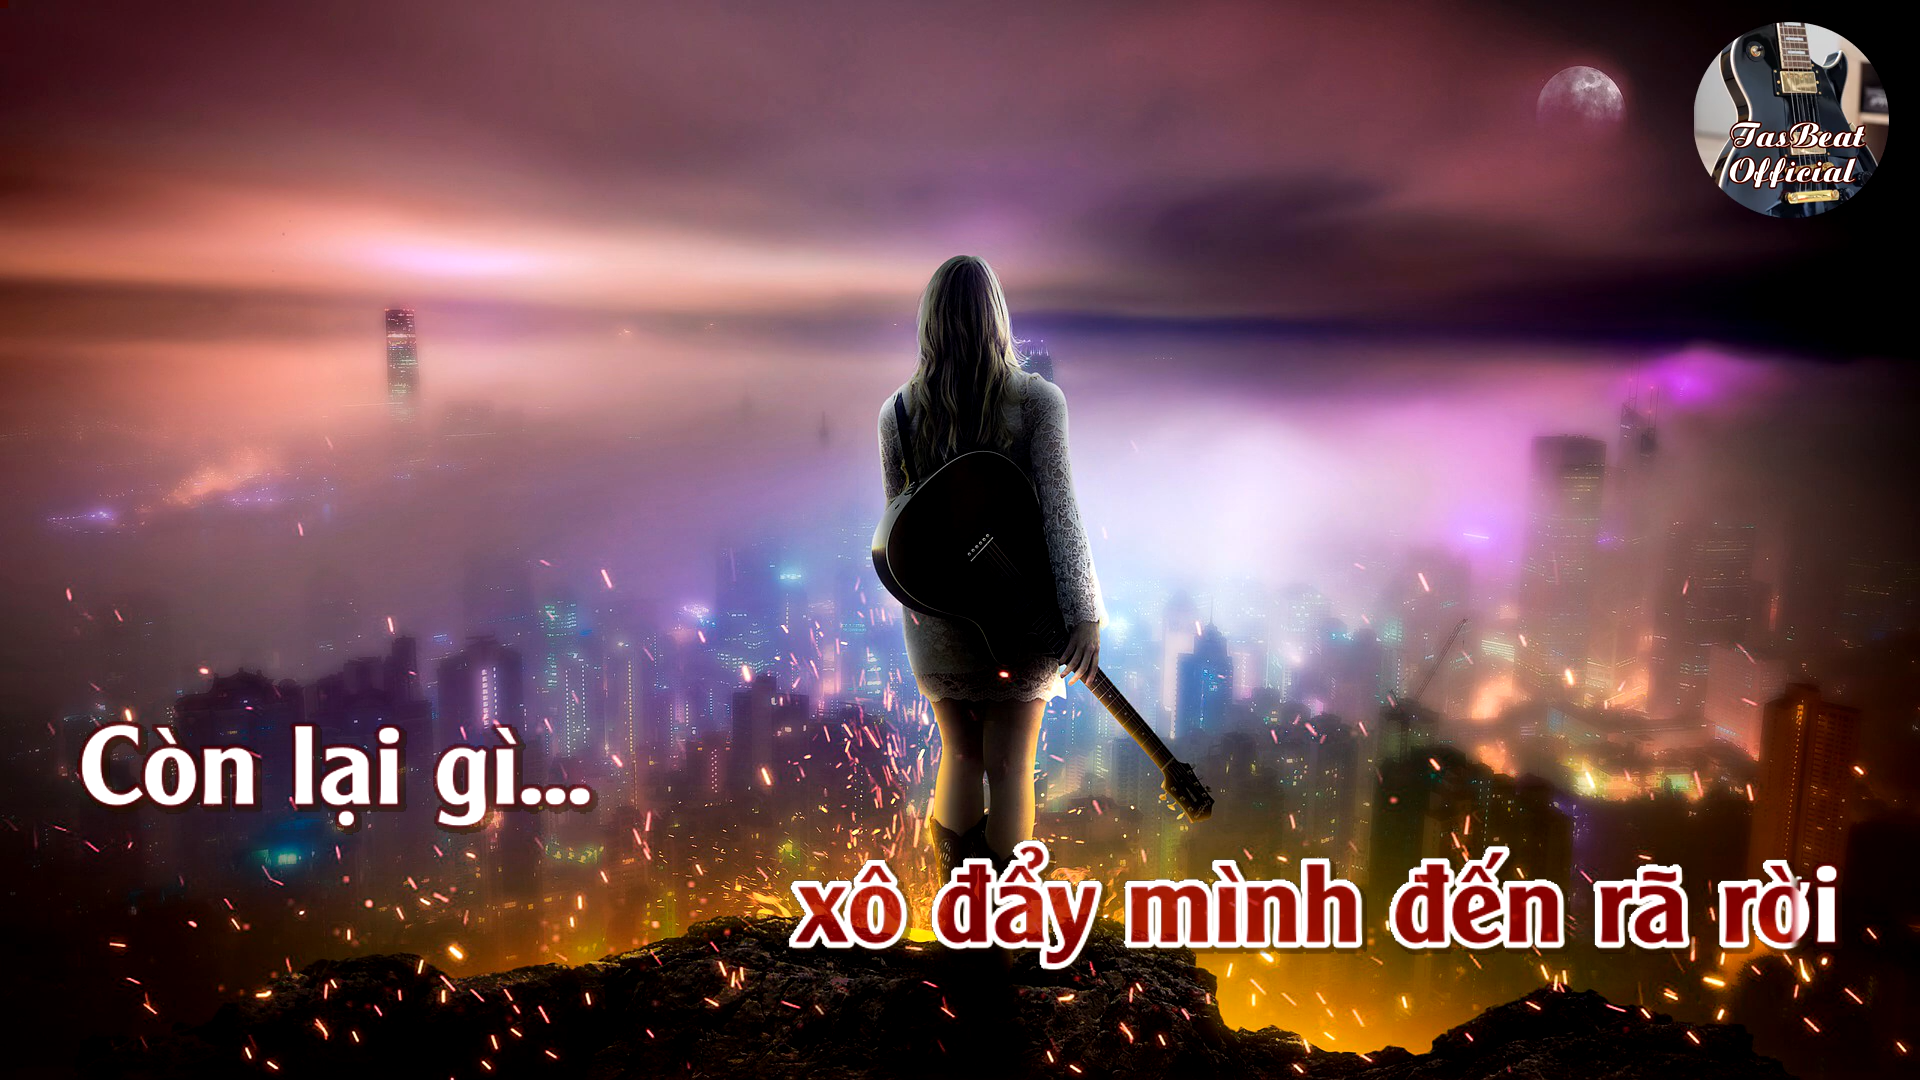 TasBeat
Official
Còn lại gì...
xô đẩy mình đến rã rời